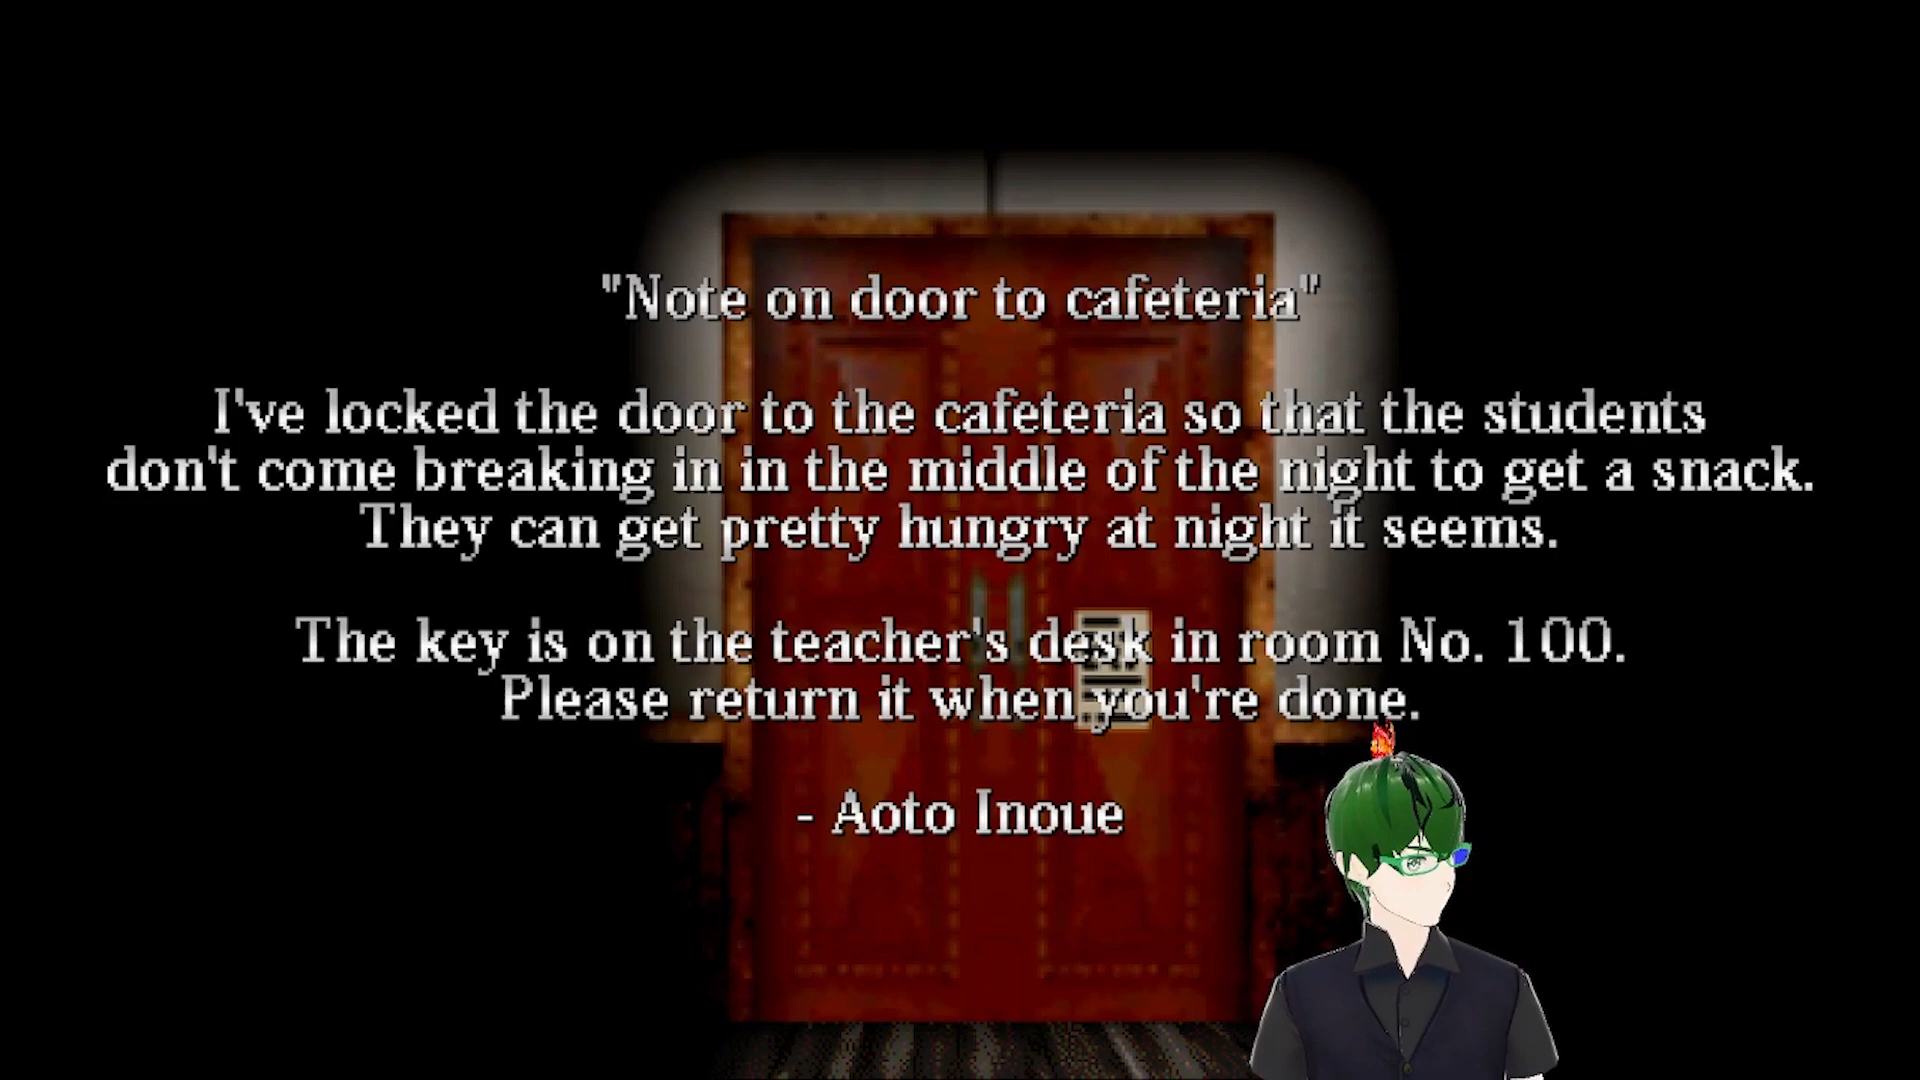 "Note on door to cafeteria"
I've locked the door to the cafeteria so that the students
don't come breaking in in the middle of the night to get a snack.
They can get pretty hungry at night it seems.
The key is on the teacher's desk in room No. 100.
Please return it when you're done.
- Aoto Inoue